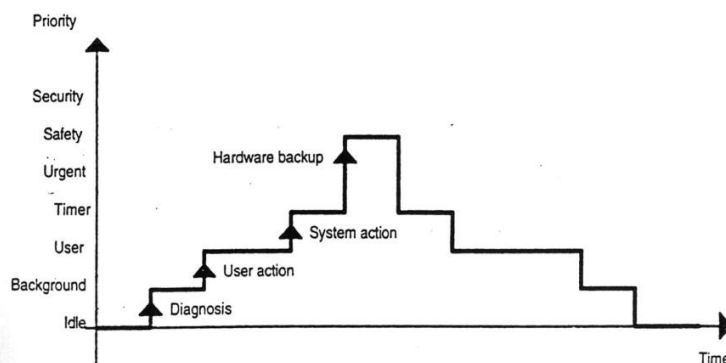 Priority
Security
Safety
Hardware backup
Urgent
Timer
System action
User
User action
Background
Diagnosis
Idle
Time